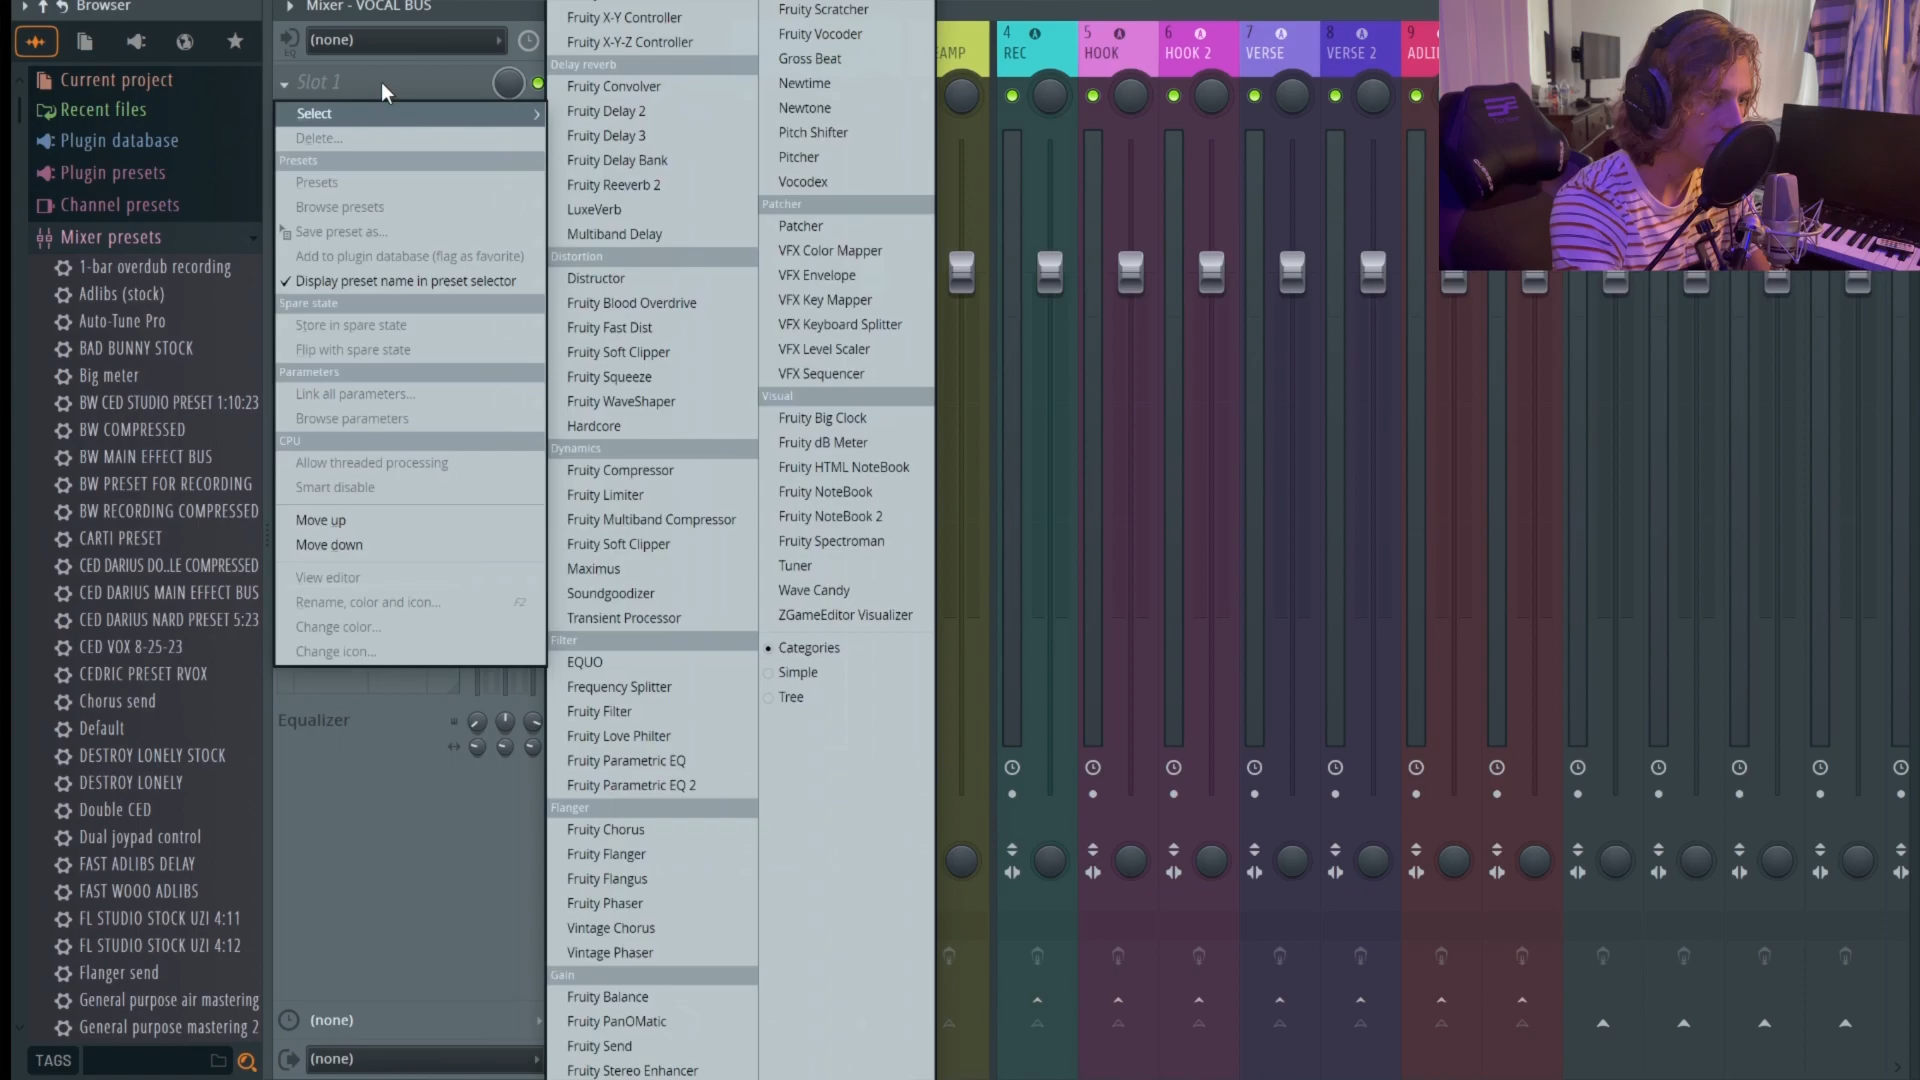 Browser
Mixer - VOCAL BUS
EQ
(none)
Slot 1
Current project
Recent files
Plugin database
Plugin presets
Channel presets
Mixer presets
1-bar overdub recording
Adlibs (stock)
Auto-Tune Pro
BAD BUNNY STOCK
Big meter
BW CED STUDIO PRESET 1:10:23
BW COMPRESSED
BW MAIN EFFECT BUS
BW PRESET FOR RECORDING
BW RECORDING COMPRESSED
CARTI PRESET
CED DARIUS DO..LE COMPRESSED
CED DARIUS MAIN EFFECT BUS
CED DARIUS NARD PRESET 5:23
CED VOX 8-25-23
CEDRIC PRESET RVOX
Chorus send
Default
DESTROY LONELY STOCK
DESTROY LONELY
Double CED
Dual joypad control
FAST ADLIBS DELAY
FAST WOOO ADLIBS
FL STUDIO STOCK UZI 4:11
FL STUDIO STOCK UZI 4:12
Flanger send
General purpose air mastering
General purpose mastering 2
TAGS
Select
Delete...
Presets
Presets
Browse presets
Save preset as...
Add to plugin database (flag as favorite)
Display preset name in preset selector
Spare state
Store in spare state
Flip with spare state
Parameters
Link all parameters...
Browse parameters
CPU
Allow threaded processing
Smart disable
Move up
Move down
View editor
Rename, color and icon... F2
Change color...
Change icon...
Equalizer
(none)
(none)
Fruity X-Y Controller
Fruity X-Y-Z Controller
Delay reverb
Fruity Convolver
Fruity Delay 2
Fruity Delay 3
Fruity Delay Bank
Fruity Reeverb 2
LuxeVerb
Multiband Delay
Distortion
Distructor
Fruity Blood Overdrive
Fruity Fast Dist
Fruity Soft Clipper
Fruity Squeeze
Fruity WaveShaper
Hardcore
Dynamics
Fruity Compressor
Fruity Limiter
Fruity Multiband Compressor
Fruity Soft Clipper
Maximus
Soundgoodizer
Transient Processor
Filter
EQUO
Frequency Splitter
Fruity Filter
Fruity Love Philter
Fruity Parametric EQ
Fruity Parametric EQ 2
Flanger
Fruity Chorus
Fruity Flanger
Fruity Flangus
Fruity Phaser
Vintage Chorus
Vintage Phaser
Gain
Fruity Balance
Fruity PanOMatic
Fruity Send
Fruity Stereo Enhancer
Fruity Scratcher
Fruity Vocoder
Gross Beat
Newtime
Newtone
Pitch Shifter
Pitcher
Vocodex
Patcher
Patcher
VFX Color Mapper
VFX Envelope
VFX Key Mapper
VFX Keyboard Splitter
VFX Level Scaler
VFX Sequencer
Visual
Fruity Big Clock
Fruity dB Meter
Fruity HTML NoteBook
Fruity NoteBook
Fruity NoteBook 2
Fruity Spectroman
Tuner
Wave Candy
ZGameEditor Visualizer
Categories
Simple
Tree
EAMP
4 A
REC
5 A
HOOK
6 A
HOOK 2
7 A
VERSE
8 A
VERSE 2
9
ADLI